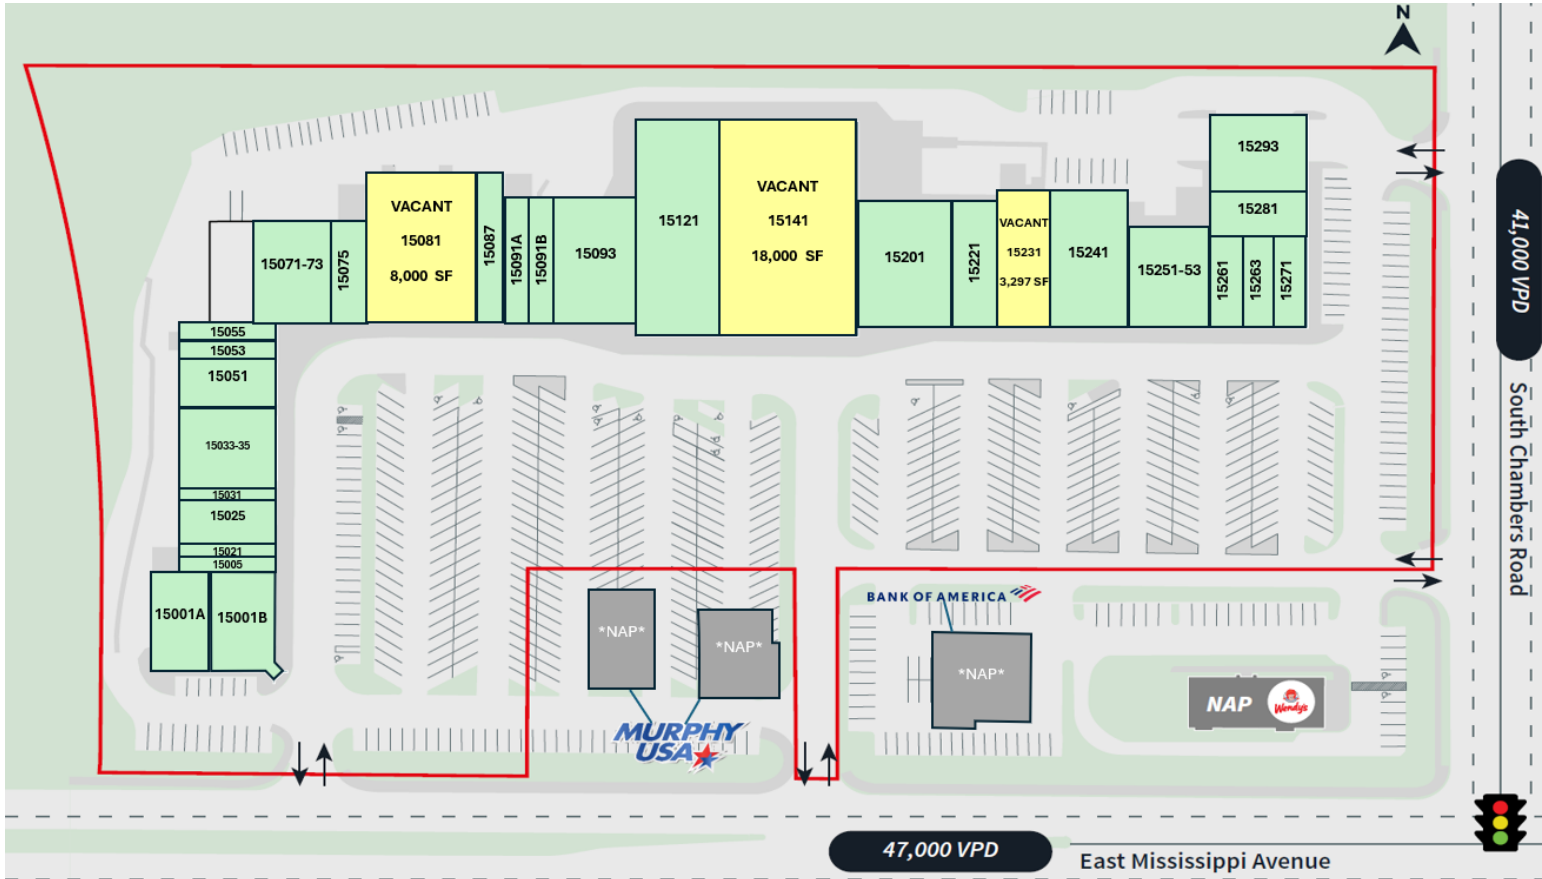 N
15293
VACANT
15081
8,000 SF
VACANT
15141
18,000 SF
15281
15121
VACANT
15231
3,297 SF
15071-73
15075
15087
15091A
15091B
15093
15201
15221
15241
15251-53
15261
15263
15271
41,000 VPD
South Chambers Road
15055
15053
15051
15033-35
15031
15025
15021
15005
15001A
15001B
*NAP*
*NAP*
MURPHY
USA
BANK OF AMERICA
*NAP*
NAP
Wendy's
47,000 VPD
East Mississippi Avenue